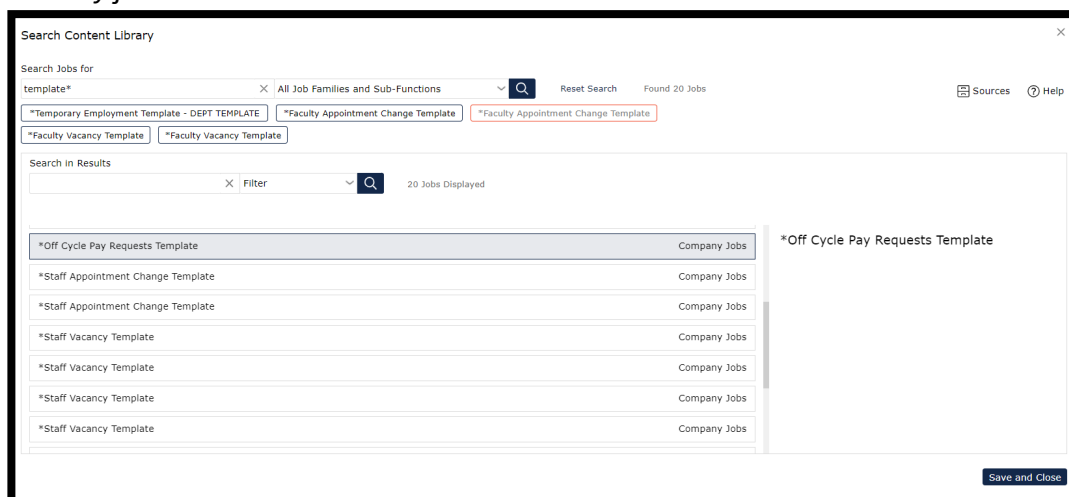 Search Content Library
Search Jobs for
template* All Job Families and Sub-Functions Reset Search Found 20 Jobs Sources Help
*Temporary Employment Template - DEPT TEMPLATE *Faculty Appointment Change Template *Faculty Appointment Change Template
*Faculty Vacancy Template *Faculty Vacancy Template
Search in Results
Filter 20 Jobs Displayed
*Off Cycle Pay Requests Template Company Jobs *Off Cycle Pay Requests Template
*Staff Appointment Change Template Company Jobs
*Staff Appointment Change Template Company Jobs
*Staff Vacancy Template Company Jobs
*Staff Vacancy Template Company Jobs
*Staff Vacancy Template Company Jobs
*Staff Vacancy Template Company Jobs
Save and Close